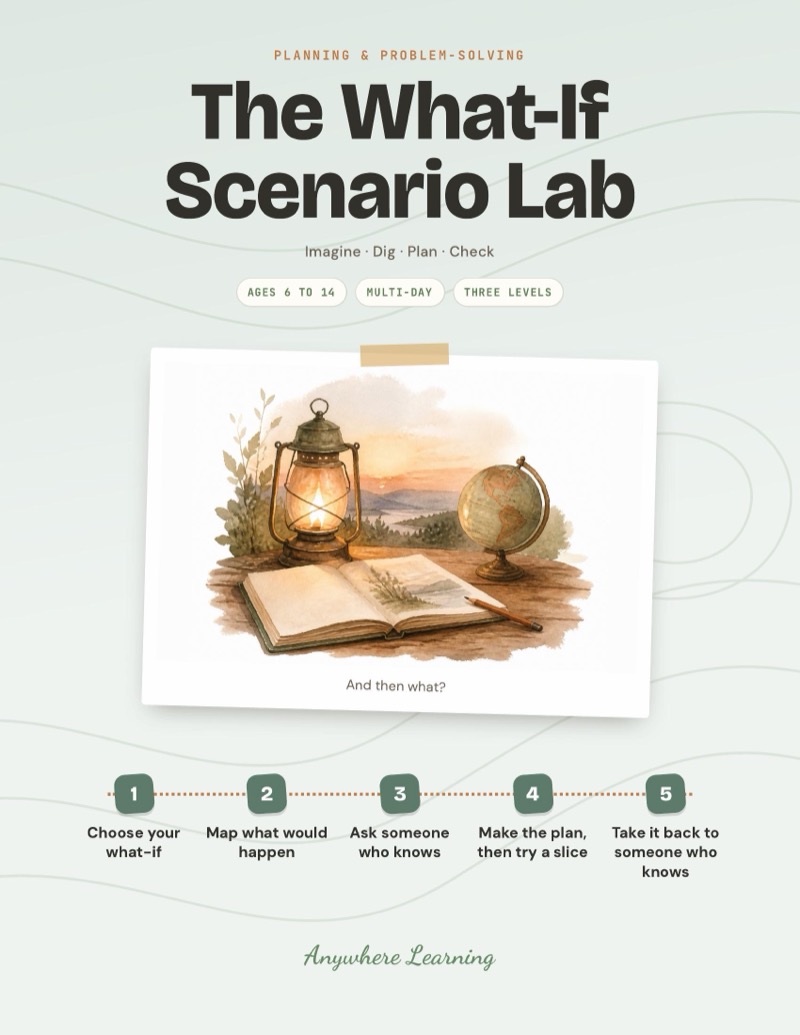 PLANNING & PROBLEM-SOLVING
The What-If
Scenario Lab
Imagine · Dig · Plan · Check
AGES 6 TO 14
MULTI-DAY
THREE LEVELS
And then what?
1
Choose your
what-if
2
Map what would
happen
3
Ask someone
who knows
4
Make the plan,
then try a slice
5
Take it back to
someone who
knows
Anywhere Learning